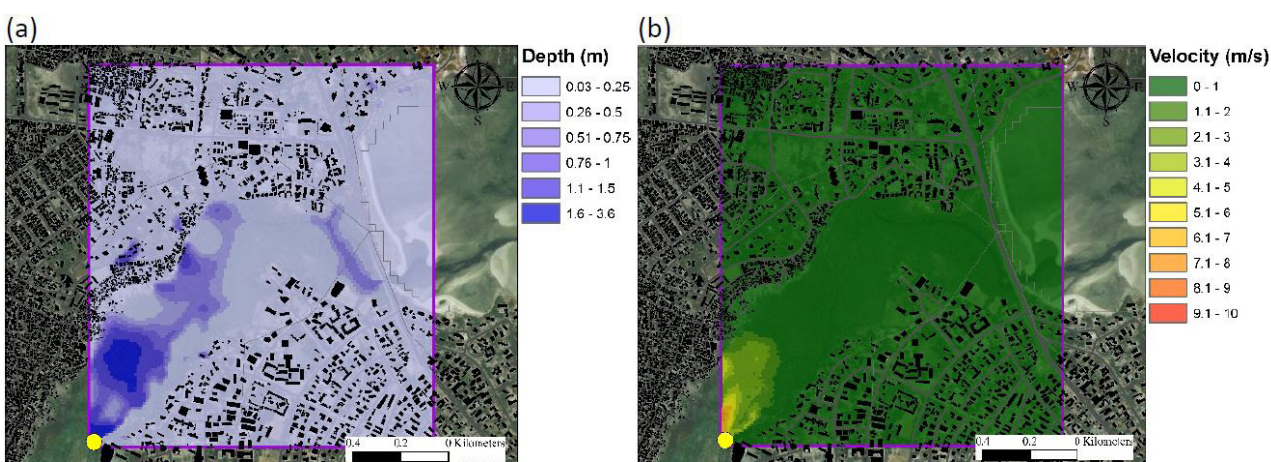 (a)
Depth (m)
0.03 - 0.25
0.26 - 0.5
0.51 - 0.75
0.76 - 1
1.1 - 1.5
1.6 - 3.6
W
E
S
0.4
0.2
0 Kilometers
(b)
Velocity (m/s)
0 - 1
1.1 - 2
2.1 - 3
3.1 - 4
4.1 - 5
5.1 - 6
6.1 - 7
7.1 - 8
8.1 - 9
9.1 - 10
N
W
E
S
0.4
0.2
0 Kilometers